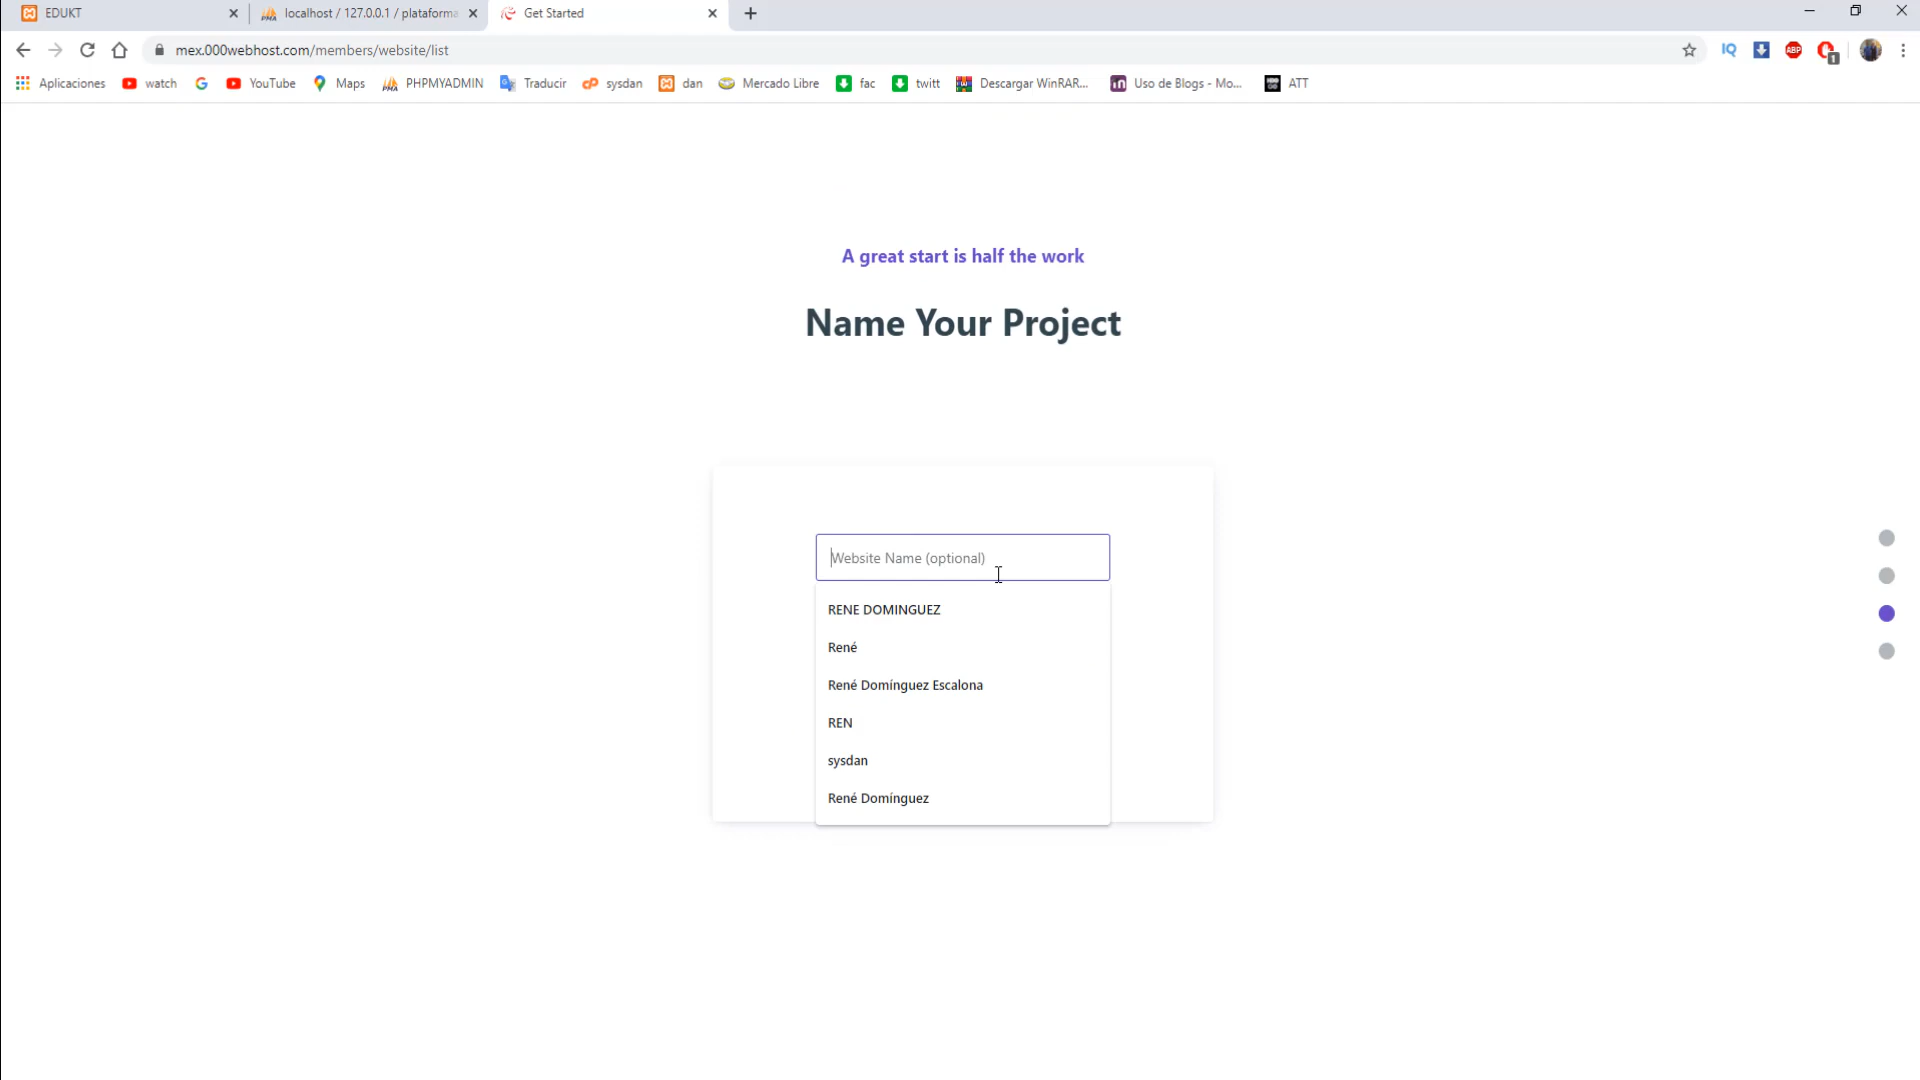 EDUKT
localhost / 127.0.0.1 / plataforma
Get Started
mex.000webhost.com/members/website/list
Aplicaciones
watch
YouTube
Maps
PHPMYADMIN
Traducir
sysdan
dan
Mercado Libre
fac
twitt
Descargar WinRAR...
Uso de Blogs - Mo...
ATT
A great start is half the work
Name Your Project
Website Name (optional)
RENE DOMINGUEZ
René
René Domínguez Escalona
REN
sysdan
René Domínguez